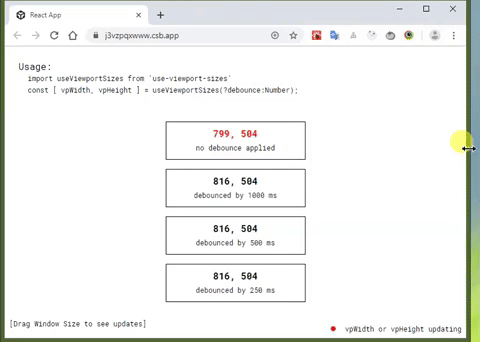 React App
j3vzpqxwww.csb.app
Usage:
import useViewportSizes from `use-viewport-sizes`
const [ vpWidth, vpHeight ] = useViewportSizes(?debounce:Number);
799, 504
no debounce applied
816, 504
debounced by 1000 ms
816, 504
debounced by 500 ms
816, 504
debounced by 250 ms
[Drag Window Size to see updates]
vpWidth or vpHeight updating